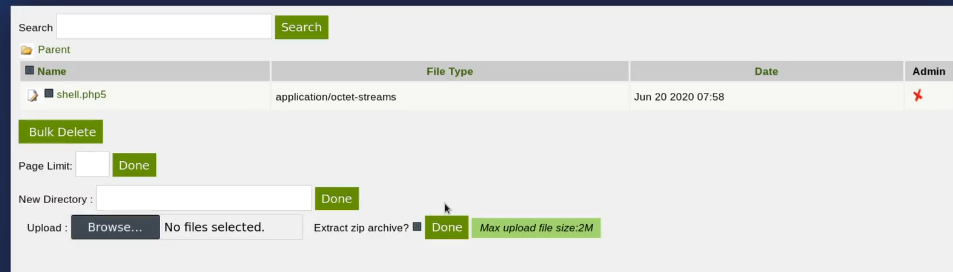 Search Search
Parent
Name File Type Date Admin
shell.php5 application/octet-streams Jun 20 2020 07:58
Bulk Delete
Page Limit: Done
New Directory : Done
Upload : Browse... No files selected. Extract zip archive? Done Max upload file size:2M